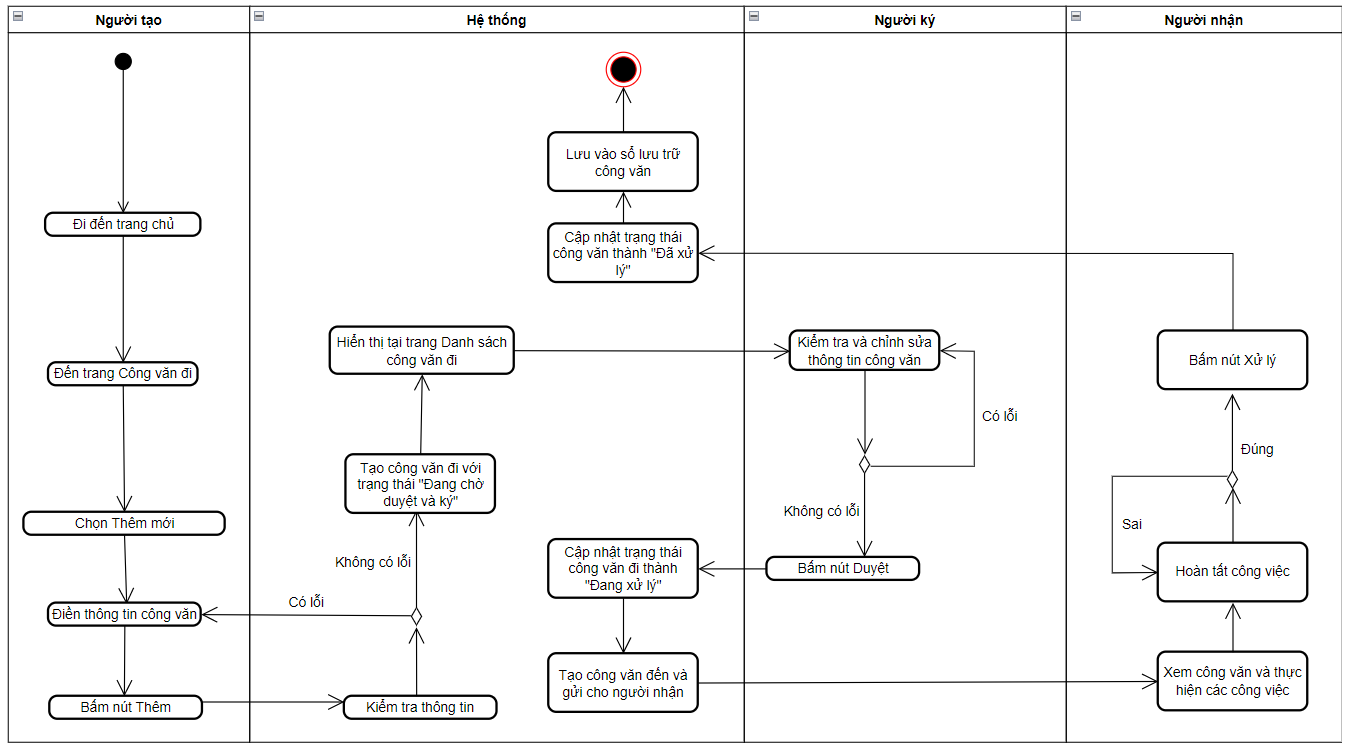 Người tạo
Hệ thống
Người ký
Người nhận
Đi đến trang chủ
Đến trang Công văn đi
Chọn Thêm mới
Điền thông tin công văn
Bấm nút Thêm
Lưu vào sổ lưu trữ
công văn
Cập nhật trạng thái
công văn thành "Đã xử
lý"
Hiển thị tại trang Danh sách
công văn đi
Tạo công văn đi với
trạng thái "Đang chờ
duyệt và ký"
Không có lỗi
Có lỗi
Kiểm tra thông tin
Cập nhật trạng thái
công văn đi thành
"Đang xử lý"
Tạo công văn đến và
gửi cho người nhận
Kiểm tra và chỉnh sửa
thông tin công văn
Có lỗi
Không có lỗi
Bấm nút Duyệt
Bấm nút Xử lý
Đúng
Sai
Hoàn tất công việc
Xem công văn và thực
hiện các công việc